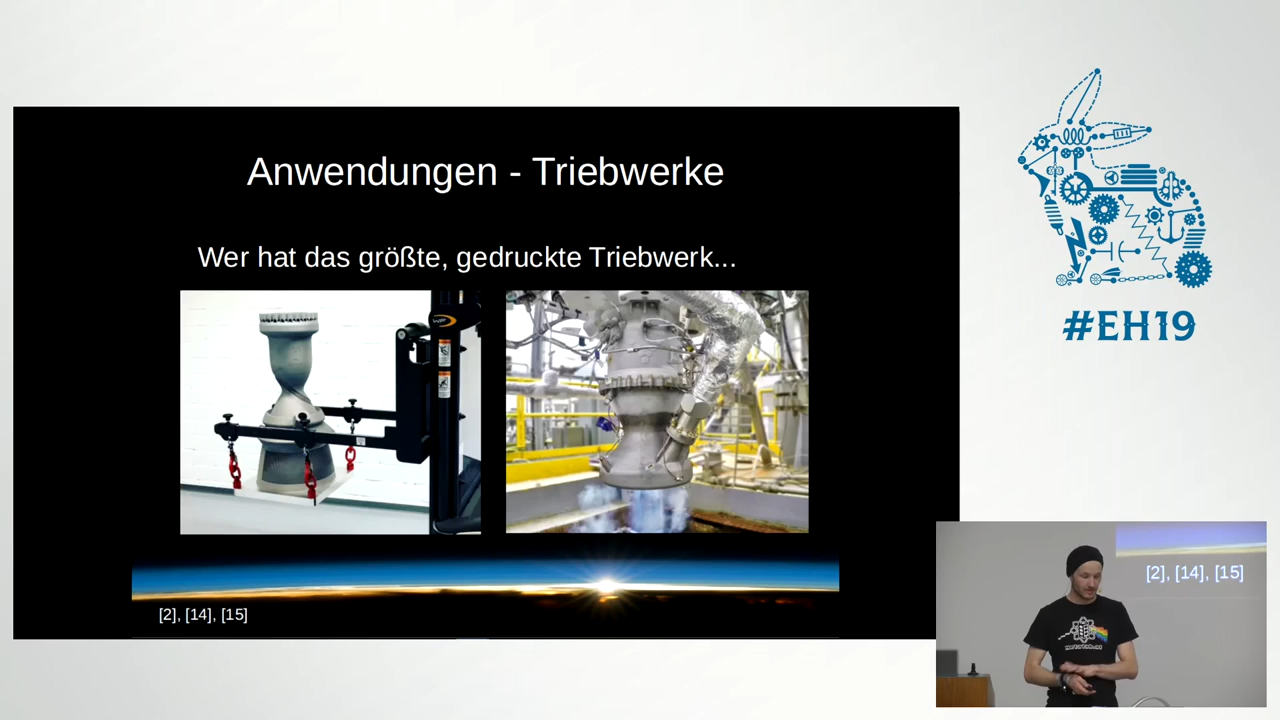 Anwendungen - Triebwerke
Wer hat das größte, gedruckte Triebwerk...
[2], [14], [15]
#EH19
[2], [14], [15]